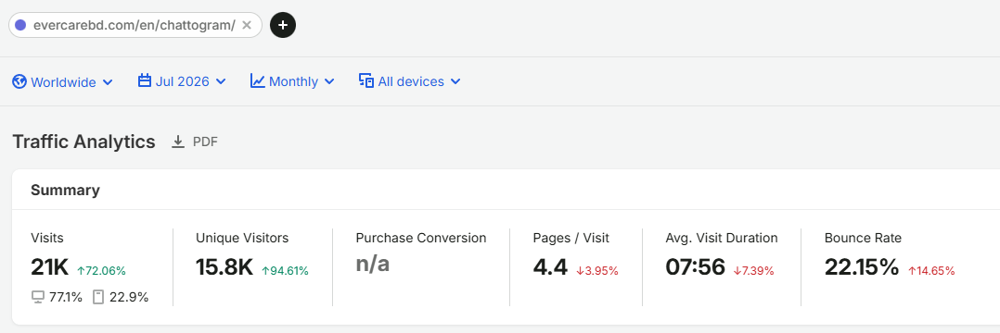 evercarebd.com/en/chattogram/
Worldwide Jul 2026 Monthly All devices
Traffic Analytics PDF
Summary
Visits Unique Visitors Purchase Conversion Pages / Visit Avg. Visit Duration Bounce Rate
21K ↑72.06% 15.8K ↑94.61% n/a 4.4 ↓3.95% 07:56 ↓7.39% 22.15% ↑14.65%
77.1% 22.9%